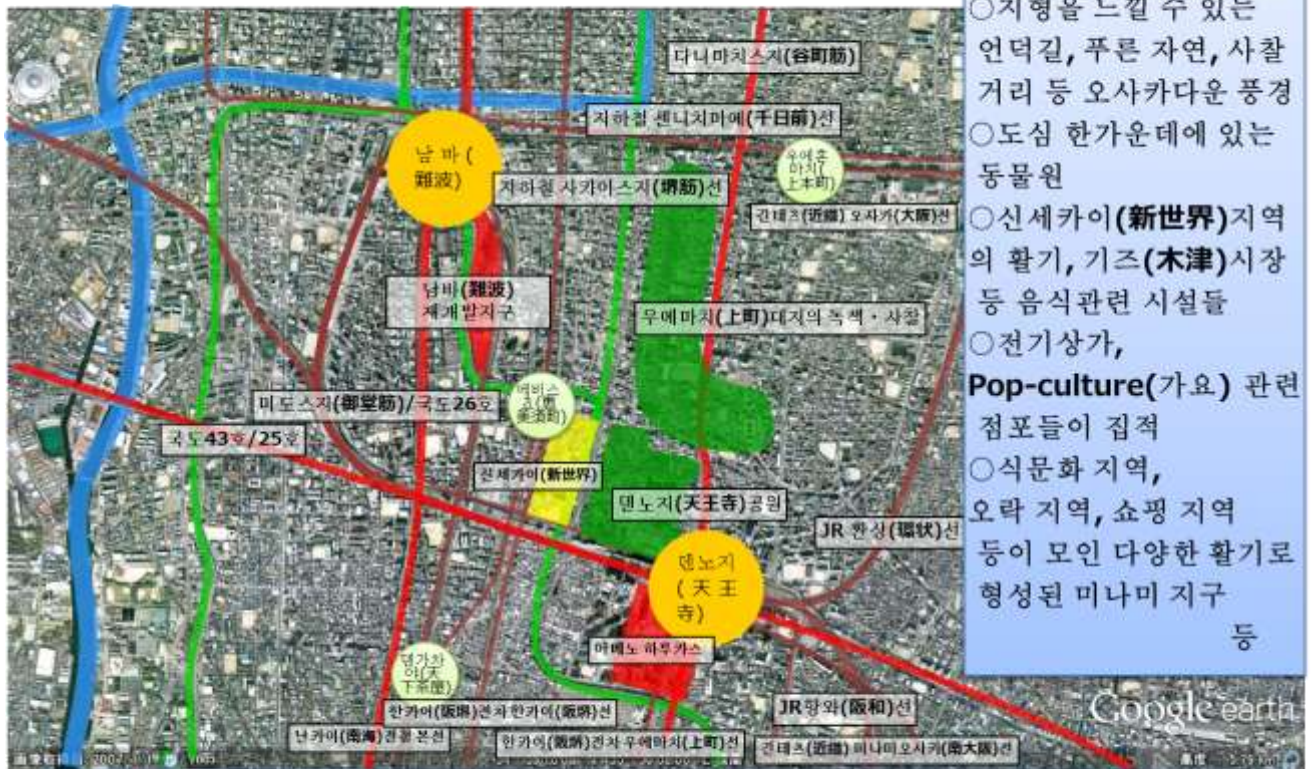 다니마치스지(谷町筋)
지하철 센니치마에(千日前)선
남바(
難波)
우에혼
마치(
上本町)
지하철 사카이스지(堺筋)선
긴테츠(近鐵) 오사카(大阪)선
남바(難波)
재개발지구
우에마치(上町)대지의 녹색・사찰
미도스지(御堂筋)/국도26호
에비스
쵸(恵
美須町)
국도43호/25호
신세카이(新世界)
덴노지(天王寺)공원
JR 환상(環状)선
덴노지
(天王
寺)
아베노 하루카스
덴가챠
야(天
下茶屋)
한카이(阪堺)전차한카이(阪堺)선
JR항와(阪和)선
난카이(南海)전철본선
한카이(阪堺)전차 우에마치(上町)선
긴테츠(近鐵) 미나미오사카(南大阪)선
○지형을 느낄 수 있는
언덕길, 푸른 자연, 사찰
거리 등 오사카다운 풍경
○도심 한가운데에 있는
동물원
○신세카이(新世界)지역
의 활기, 기즈(木津)시장
등 음식관련 시설들
○전기상가,
Pop-culture(가요) 관련
점포들이 집적
○식문화 지역,
오락 지역, 쇼핑 지역
등이 모인 다양한 활기로
형성된 미나미 지구
등
Google earth